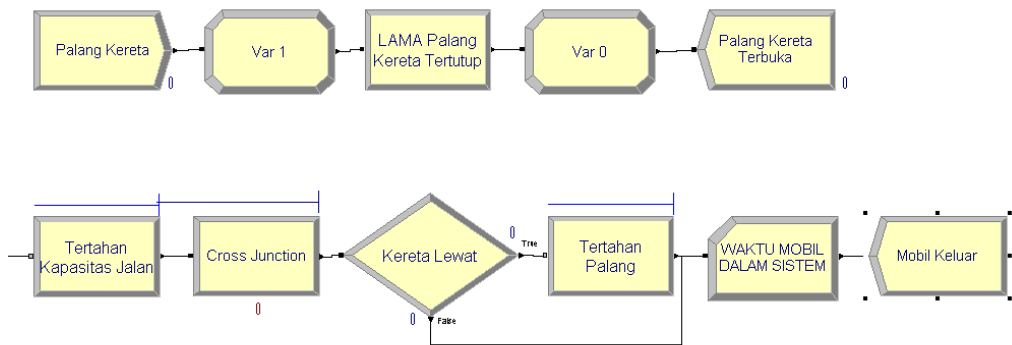 Palang Kereta
0
Var 1
LAMA Palang
Kereta Tertutup
Var 0
Palang Kereta
Terbuka
0
Tertahan
Kapasitas Jalan
Cross Junction
0
Kereta Lewat
0
True
0
False
Tertahan
Palang
WAKTU MOBIL
DALAM SISTEM
Mobil Keluar